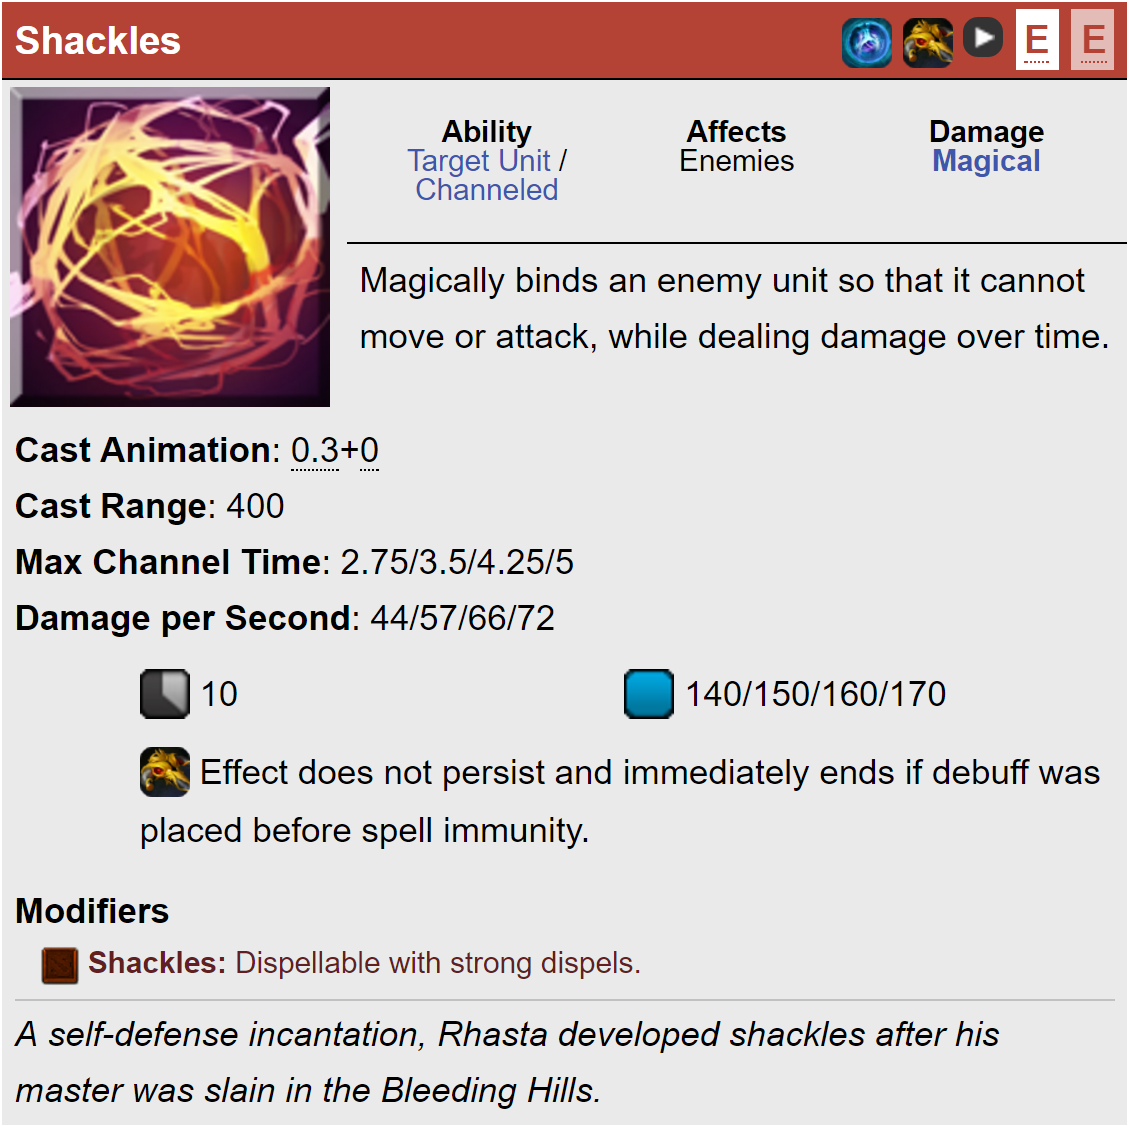 Shackles E E
Ability
Target Unit /
Channeled
Affects
Enemies
Damage
Magical
Magically binds an enemy unit so that it cannot
move or attack, while dealing damage over time.
Cast Animation: 0.3+0
Cast Range: 400
Max Channel Time: 2.75/3.5/4.25/5
Damage per Second: 44/57/66/72
10
140/150/160/170
Effect does not persist and immediately ends if debuff was
placed before spell immunity.
Modifiers
Shackles: Dispellable with strong dispels.
A self-defense incantation, Rhasta developed shackles after his
master was slain in the Bleeding Hills.